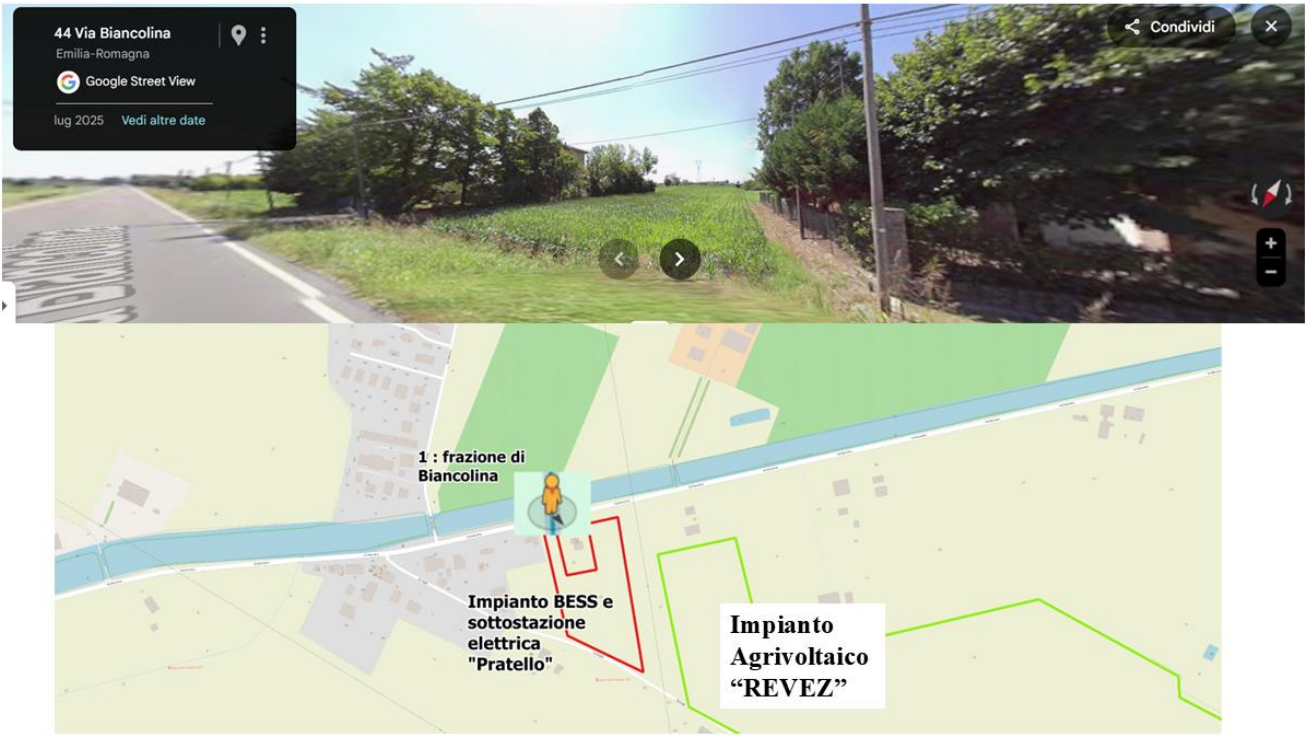 44 Via Biancolina
Emilia-Romagna
Google Street View
lug 2025 Vedi altre date
Condividi
1 : frazione di
Biancolina
Impianto BESS e
sottostazione
elettrica
"Pratello"
Impianto
Agrivoltaico
“REVEZ”